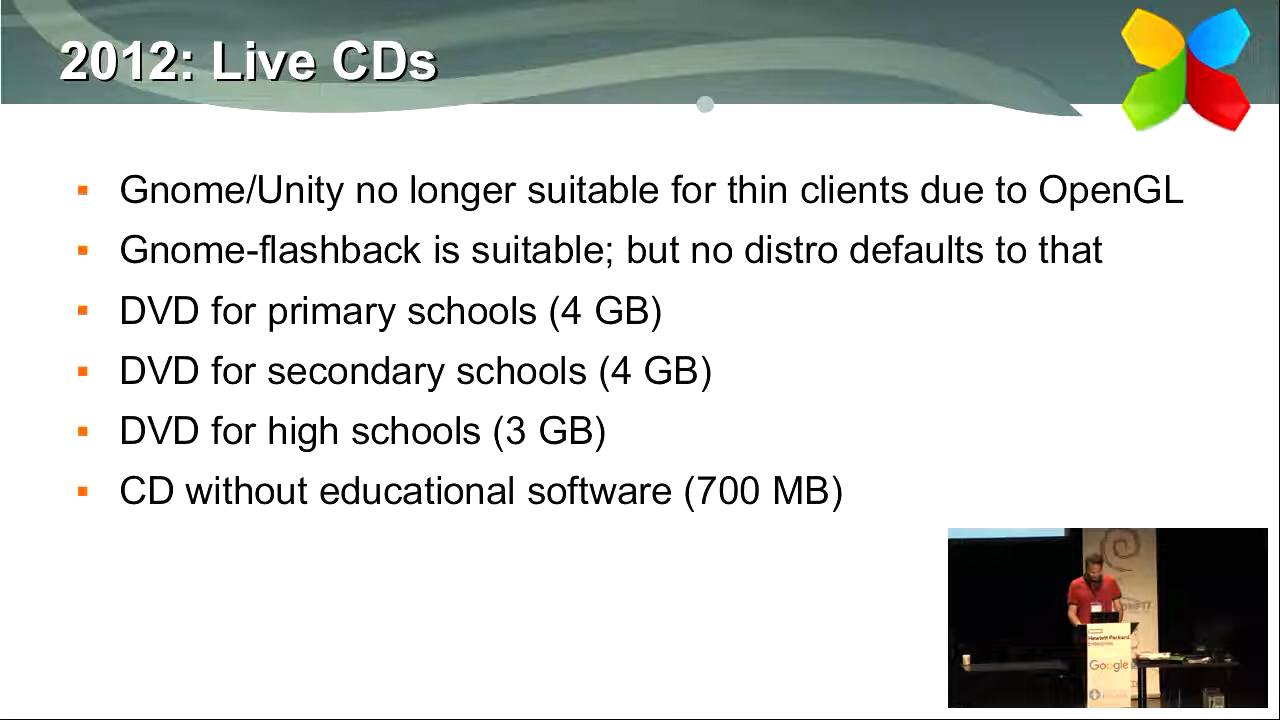 2012: Live CDs
Gnome/Unity no longer suitable for thin clients due to OpenGL
Gnome-flashback is suitable; but no distro defaults to that
DVD for primary schools (4 GB)
DVD for secondary schools (4 GB)
DVD for high schools (3 GB)
CD without educational software (700 MB)
Hewlett Packard
Enterprise
Google